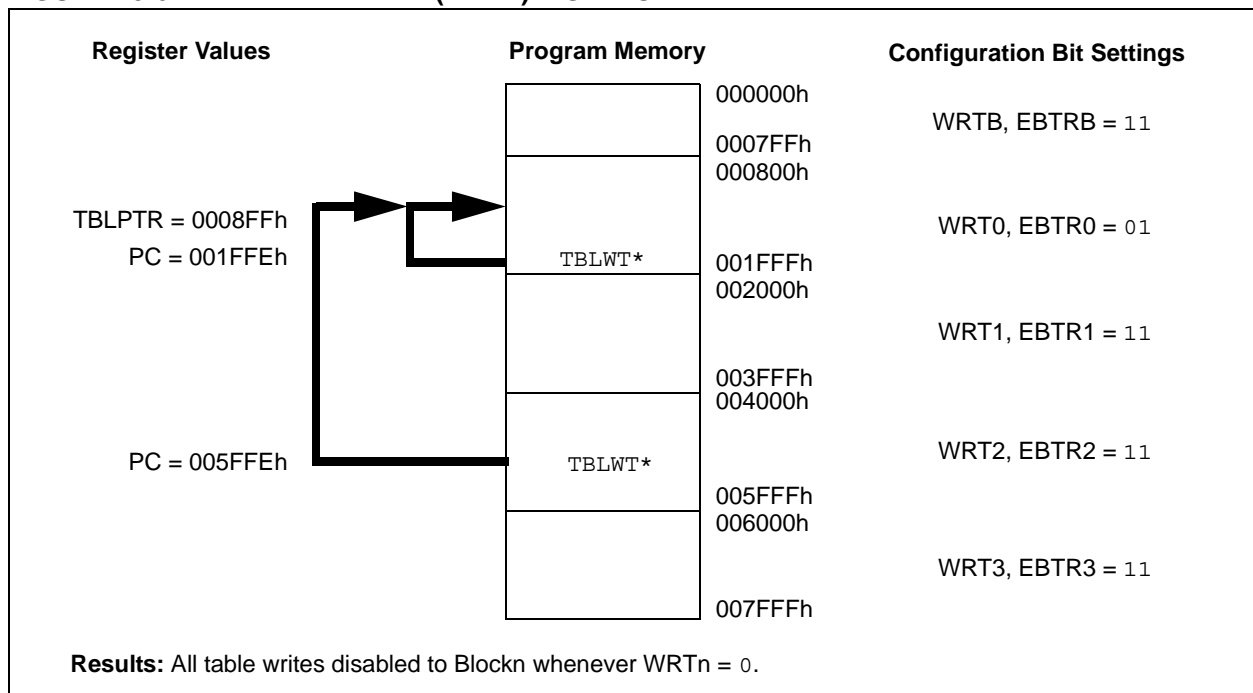 Register Values Program Memory Configuration Bit Settings
000000h
WRTB, EBTRB = 11
0007FFh
000800h
TBLPTR = 0008FFh
WRT0, EBTR0 = 01
PC = 001FFEh
TBLWT*
001FFFh
002000h
WRT1, EBTR1 = 11
003FFFh
004000h
WRT2, EBTR2 = 11
PC = 005FFEh
TBLWT*
005FFFh
006000h
WRT3, EBTR3 = 11
007FFFh
Results: All table writes disabled to Blockn whenever WRTn = 0.